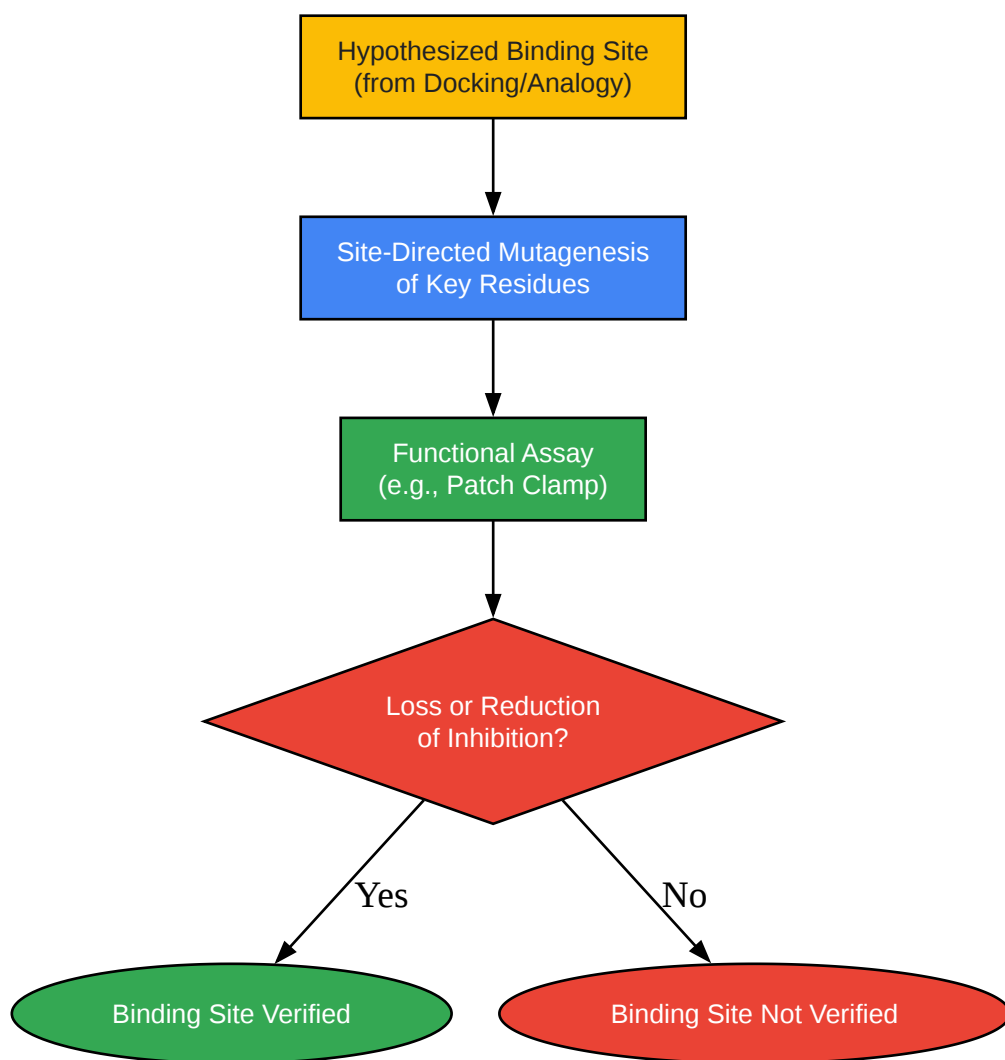 Hypothesized Binding Site
(from Docking/Analogy)
Site-Directed Mutagenesis
of Key Residues
Functional Assay
(e.g., Patch Clamp)
Loss or Reduction
of Inhibition?
Yes
No
Binding Site Verified
Binding Site Not Verified